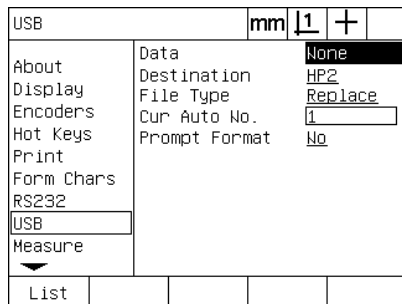 USB mm 1
About
Display
Encoders
Hot Keys
Print
Form Chars
RS232
USB
Measure
Data None
Destination HP2
File Type Replace
Cur Auto No. 1
Prompt Format No
List